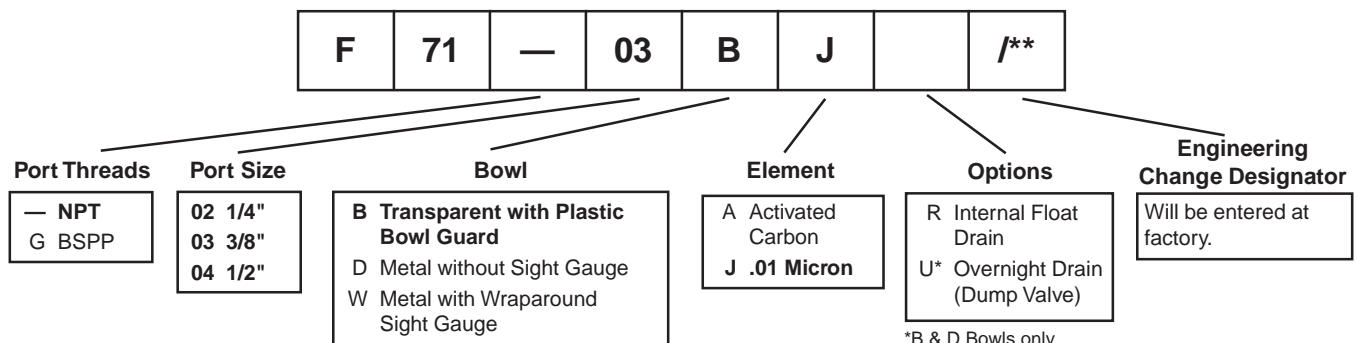 F 71 — 03 B J /**
Port Threads
— NPT
G BSPP
Port Size
02 1/4"
03 3/8"
04 1/2"
Bowl
B Transparent with Plastic
Bowl Guard
D Metal without Sight Gauge
W Metal with Wraparound
Sight Gauge
Element
A Activated
Carbon
J .01 Micron
Options
R Internal Float
Drain
U* Overnight Drain
(Dump Valve)
*B & D Bowls only
Engineering
Change Designator
Will be entered at
factory.